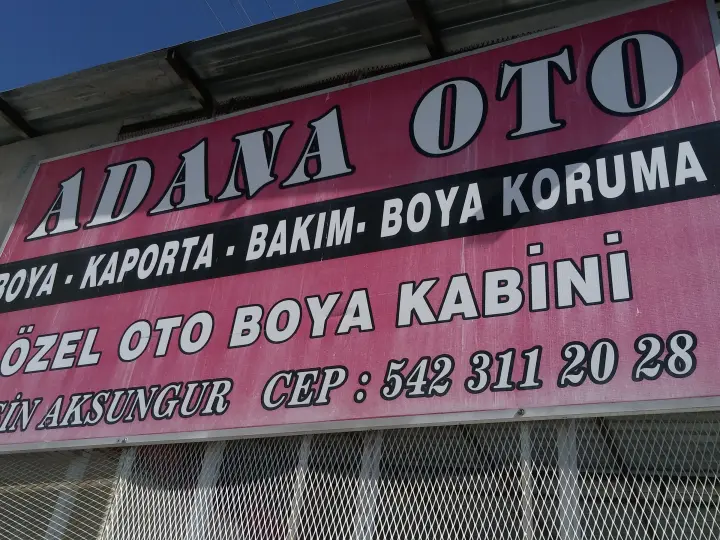 ADANA OTO
BOYA - KAPORTA - BAKIM- BOYA KORUMA
ÖZEL OTO BOYA KABİNİ
AKSUNGUR CEP : 542 311 20 28